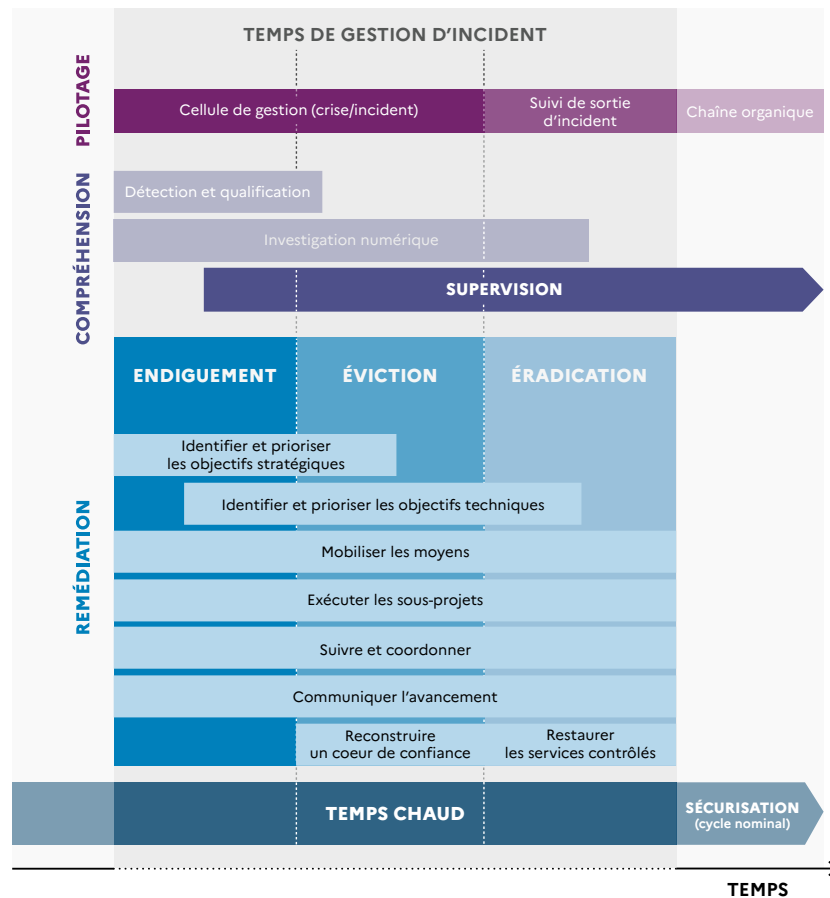 TEMPS DE GESTION D'INCIDENT
PILOTAGE
Cellule de gestion (crise/incident)
Suivi de sortie
d'incident
Chaîne organique
COMPRÉHENSION
Détection et qualification
Investigation numérique
SUPERVISION
REMÉDIATION
ENDIGUEMENT
ÉVICTION
ÉRADICATION
Identifier et prioriser
les objectifs stratégiques
Identifier et prioriser les objectifs techniques
Mobiliser les moyens
Exécuter les sous-projets
Suivre et coordonner
Communiquer l'avancement
Reconstruire
un coeur de confiance
Restaurer
les services contrôlés
TEMPS CHAUD
SÉCURISATION
(cycle nominal)
TEMPS